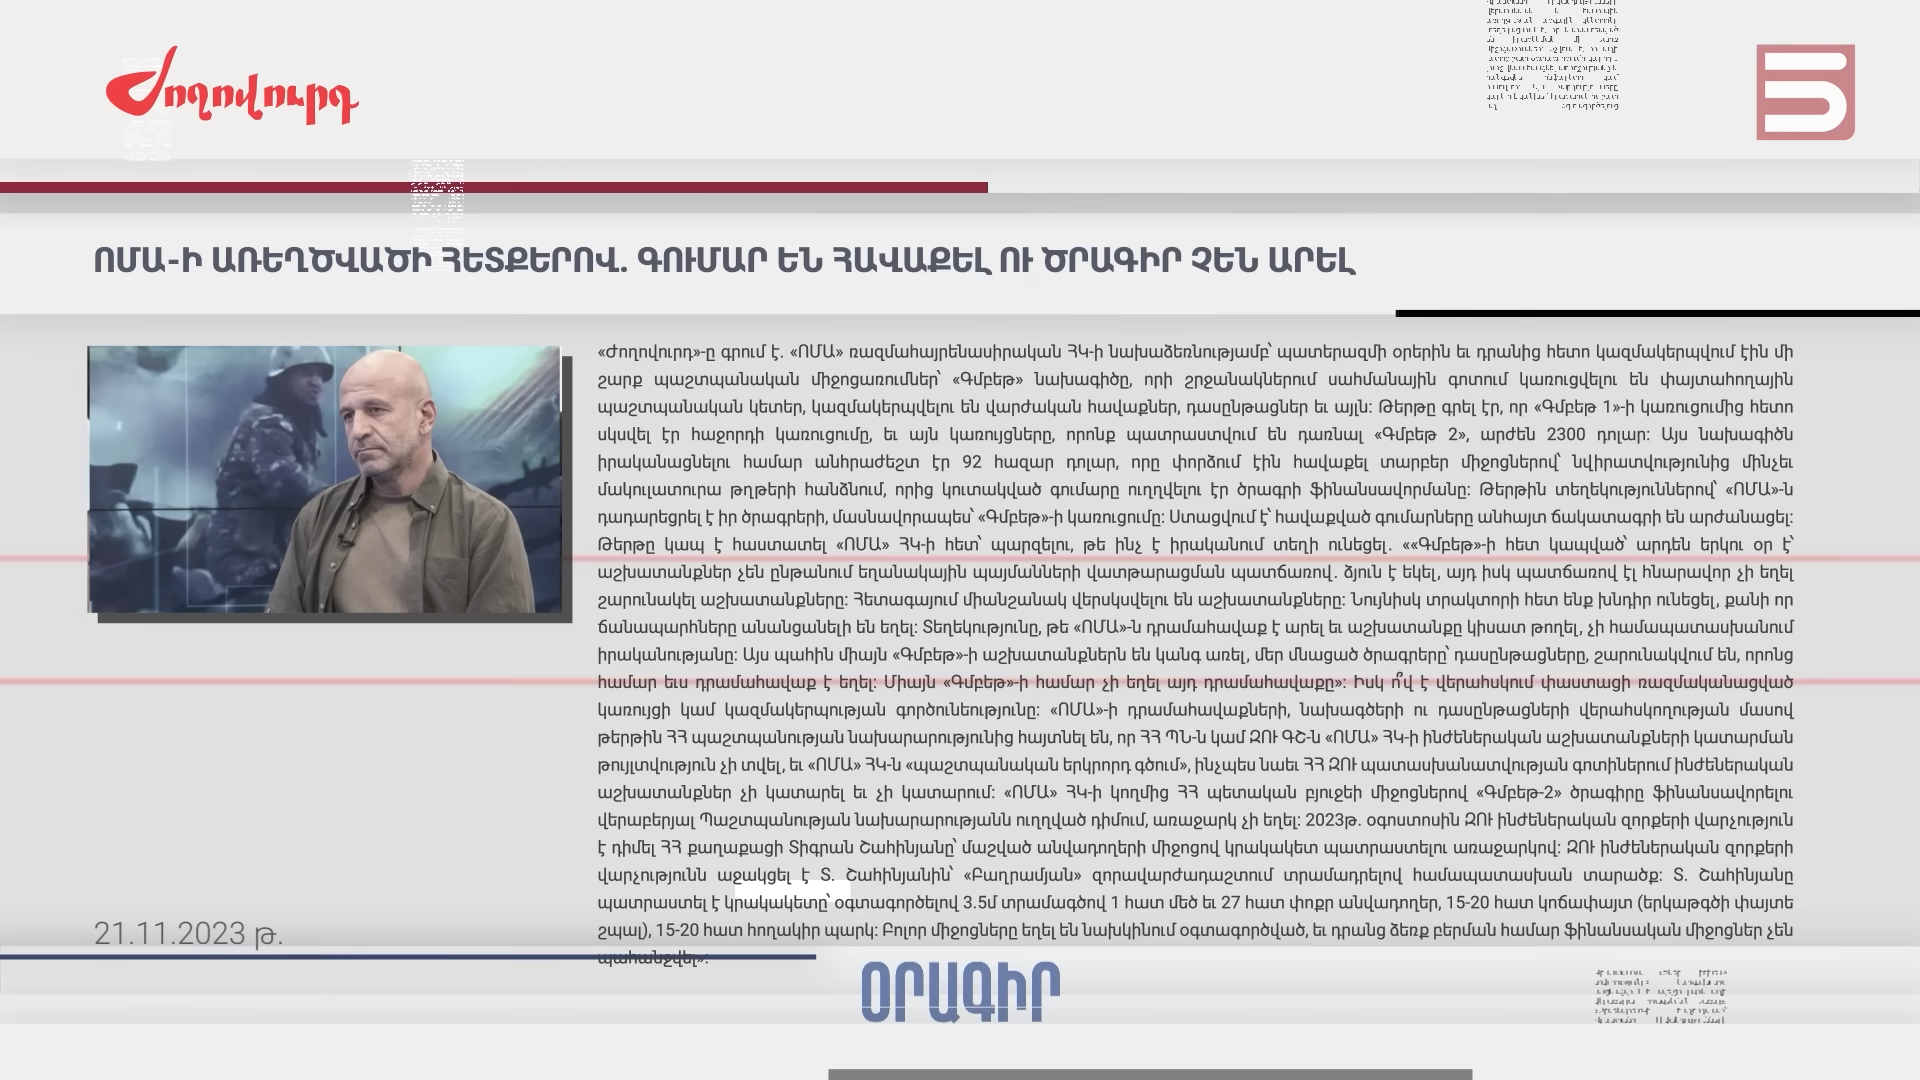 Ժողովուրդ
5
ՈՄԱ-Ի ԱՌԵՂԾՎԱԾԻ ՀԵՏՔԵՐՈՎ. ԳՈՒՄԱՐ ԵՆ ՀԱՎԱՔԵԼ ՈՒ ԾՐԱԳԻՐ ՉԵՆ ԱՐԵԼ
«Ժողովուրդ»-ը գրում է. «ՈՄԱ» ռազմահայրենասիրական ՀԿ-ի նախաձեռնությամբ՝ պատերազմի օրերին եւ դրանից հետո կազմակերպվում էին մի
շարք պաշտպանական միջոցառումներ՝ «Գմբեթ» նախագիծը, որի շրջանակներում սահմանային գոտում կառուցվելու են փայտահողային
պաշտպանական կետեր, կազմակերպվելու են վարժական հավաքներ, դասընթացներ եւ այլն: Թերթը գրել էր, որ «Գմբեթ 1»-ի կառուցումից հետո
սկսվել էր հաջորդի կառուցումը, եւ այն կառույցները, որոնք պատրաստվում են դառնալ «Գմբեթ 2», արժեն 2300 դոլար: Այս նախագիծն
իրականացնելու համար անհրաժեշտ էր 92 հազար դոլար, որը փորձում էին հավաքել տարբեր միջոցներով՝ նվիրատվությունից մինչեւ
մակուլատուրա թղթերի հանձնում, որից կուտակված գումարը ուղղվելու էր ծրագրի ֆինանսավորմանը: Թերթին տեղեկություններով՝ «ՈՄԱ»-ն
դադարեցրել է իր ծրագրերի, մասնավորապես՝ «Գմբեթ»-ի կառուցումը: Ստացվում է՝ հավաքված գումարները անհայտ ճակատագրի են արժանացել:
Թերթը կապ է հաստատել «ՈՄԱ» ՀԿ-ի հետ՝ պարզելու, թե ինչ է իրականում տեղի ունեցել. ««Գմբեթ»-ի հետ կապված՝ արդեն երկու օր է՝
աշխատանքներ չեն ընթանում եղանակային պայմանների վատթարացման պատճառով. ձյուն է եկել, այդ իսկ պատճառով էլ հնարավոր չի եղել
շարունակել աշխատանքները: Հետագայում միանշանակ վերսկսվելու են աշխատանքները: Նույնիսկ տրակտորի հետ ենք խնդիր ունեցել, քանի որ
ճանապարհները անանցանելի են եղել: Տեղեկությունը, թե «ՈՄԱ»-ն դրամահավաք է արել եւ աշխատանքը կիսատ թողել, չի համապատասխանում
իրականությանը: Այս պահին միայն «Գմբեթ»-ի աշխատանքներն են կանգ առել, մեր մնացած ծրագրերը՝ դասընթացները, շարունակվում են, որոնց
համար եւս դրամահավաք է եղել: Միայն «Գմբեթ»-ի համար չի եղել այդ դրամահավաքը»: Իսկ ո՞վ է վերահսկում փաստացի ռազմականացված
կառույցի կամ կազմակերպության գործունեությունը: «ՈՄԱ»-ի դրամահավաքների, նախագծերի ու դասընթացների վերահսկողության մասով
թերթին ՀՀ պաշտպանության նախարարությունից հայտնել են, որ ՀՀ ՊՆ-ն կամ ԶՈՒ ԳՇ-ն «ՈՄԱ» ՀԿ-ի ինժեներական աշխատանքների կատարման
թույլտվություն չի տվել, եւ «ՈՄԱ» ՀԿ-ն «պաշտպանական երկրորդ գծում», ինչպես նաեւ ՀՀ ԶՈՒ պատասխանատվության գոտիներում ինժեներական
աշխատանքներ չի կատարել եւ չի կատարում: «ՈՄԱ» ՀԿ-ի կողմից ՀՀ պետական բյուջեի միջոցներով «Գմբեթ-2» ծրագիրը ֆինանսավորելու
վերաբերյալ Պաշտպանության նախարարությանն ուղղված դիմում, առաջարկ չի եղել: 2023թ. օգոստոսին ԶՈՒ ինժեներական զորքերի վարչություն
է դիմել ՀՀ քաղաքացի Տիգրան Շահինյանը՝ մաշված անվադողերի միջոցով կրակակետ պատրաստելու առաջարկով: ԶՈՒ ինժեներական զորքերի
վարչությունն աջակցել է Տ. Շահինյանին՝ «Բաղրամյան» զորավարժադաշտում տրամադրելով համապատասխան տարածք: Տ. Շահինյանը
պատրաստել է կրակակետը՝ օգտագործելով 3.5մ տրամագծով 1 հատ մեծ եւ 27 հատ փոքր անվադողեր, 15-20 հատ կոճափայտ (երկաթգծի փայտե
շպալ), 15-20 հատ հողակիր պարկ: Բոլոր միջոցները եղել են նախկինում օգտագործված, եւ դրանց ձեռք բերման համար ֆինանսական միջոցներ չեն
պահանջվել»:
21.11.2023 թ.
ՕՐԱԳԻՐ